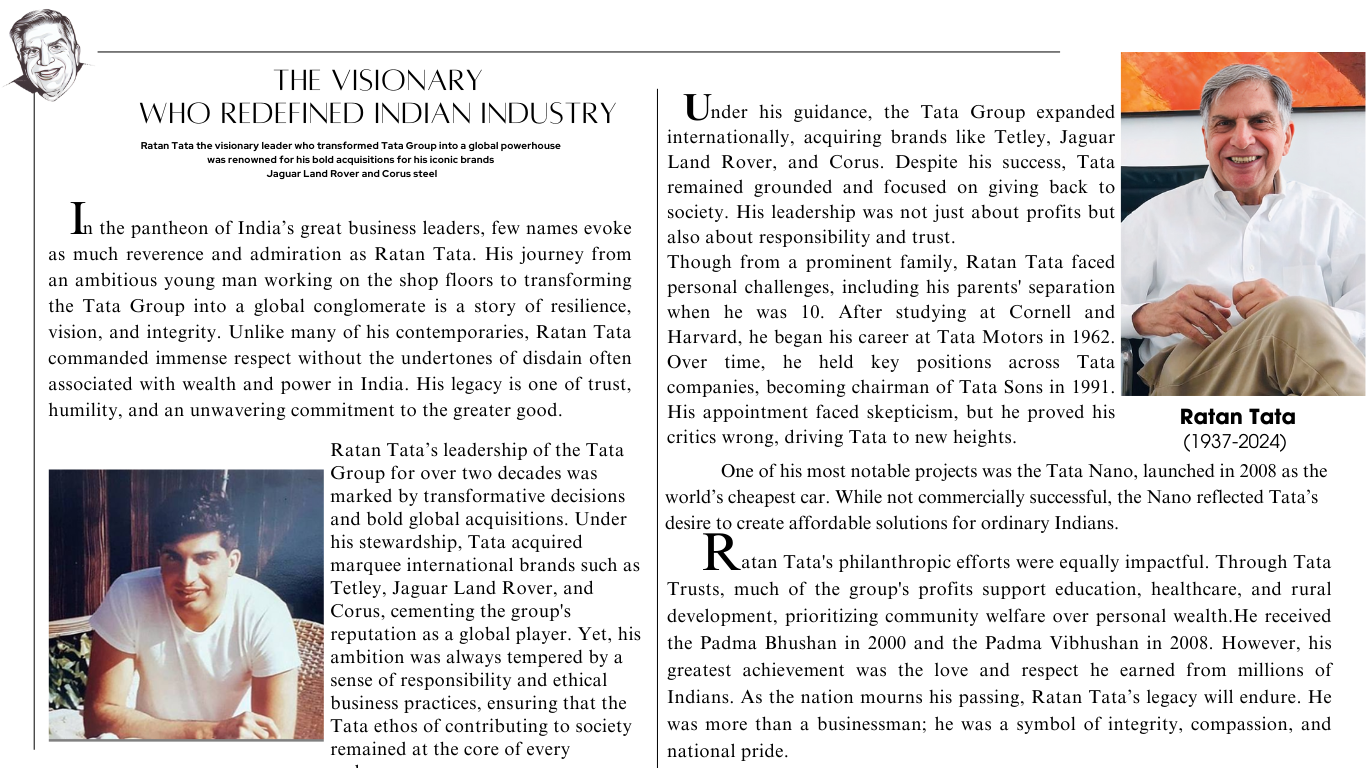 THE VISIONARY
WHO REDEFINED INDIAN INDUSTRY
Ratan Tata the visionary leader who transformed Tata Group into a global powerhouse
was renowned for his bold acquisitions for his iconic brands
Jaguar Land Rover and Corus steel
In the pantheon of India’s great business leaders, few names evoke
as much reverence and admiration as Ratan Tata. His journey from
an ambitious young man working on the shop floors to transforming
the Tata Group into a global conglomerate is a story of resilience,
vision, and integrity. Unlike many of his contemporaries, Ratan Tata
commanded immense respect without the undertones of disdain often
associated with wealth and power in India. His legacy is one of trust,
humility, and an unwavering commitment to the greater good.
Ratan Tata’s leadership of the Tata
Group for over two decades was
marked by transformative decisions
and bold global acquisitions. Under
his stewardship, Tata acquired
marquee international brands such as
Tetley, Jaguar Land Rover, and
Corus, cementing the group's
reputation as a global player. Yet, his
ambition was always tempered by a
sense of responsibility and ethical
business practices, ensuring that the
Tata ethos of contributing to society
remained at the core of every
Under his guidance, the Tata Group expanded
internationally, acquiring brands like Tetley, Jaguar
Land Rover, and Corus. Despite his success, Tata
remained grounded and focused on giving back to
society. His leadership was not just about profits but
also about responsibility and trust.
Though from a prominent family, Ratan Tata faced
personal challenges, including his parents' separation
when he was 10. After studying at Cornell and
Harvard, he began his career at Tata Motors in 1962.
Over time, he held key positions across Tata
companies, becoming chairman of Tata Sons in 1991.
His appointment faced skepticism, but he proved his
critics wrong, driving Tata to new heights.
Ratan Tata
(1937-2024)
One of his most notable projects was the Tata Nano, launched in 2008 as the
world’s cheapest car. While not commercially successful, the Nano reflected Tata’s
desire to create affordable solutions for ordinary Indians.
Ratan Tata's philanthropic efforts were equally impactful. Through Tata
Trusts, much of the group's profits support education, healthcare, and rural
development, prioritizing community welfare over personal wealth.He received
the Padma Bhushan in 2000 and the Padma Vibhushan in 2008. However, his
greatest achievement was the love and respect he earned from millions of
Indians. As the nation mourns his passing, Ratan Tata’s legacy will endure. He
was more than a businessman; he was a symbol of integrity, compassion, and
national pride.